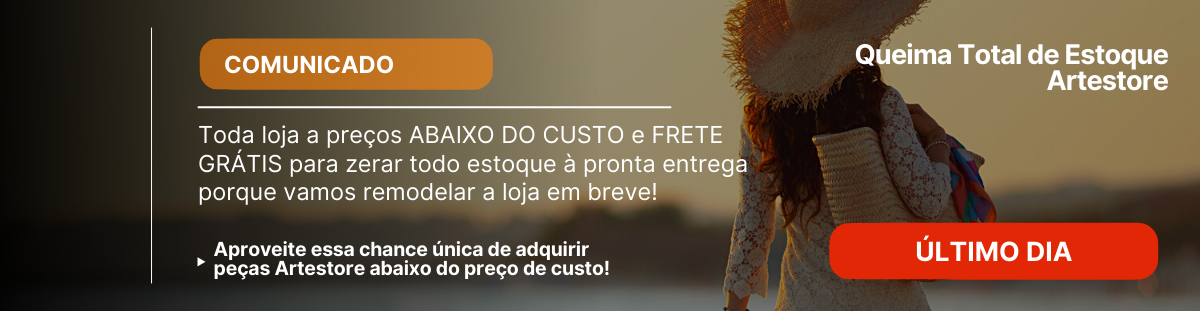 COMUNICADO
Toda loja a preços ABAIXO DO CUSTO e FRETE
GRÁTIS para zerar todo estoque à pronta entrega
porque vamos remodelar a loja em breve!
Aproveite essa chance única de adquirir
peças Artestore abaixo do preço de custo!
Queima Total de Estoque
Artestore
ÚLTIMO DIA